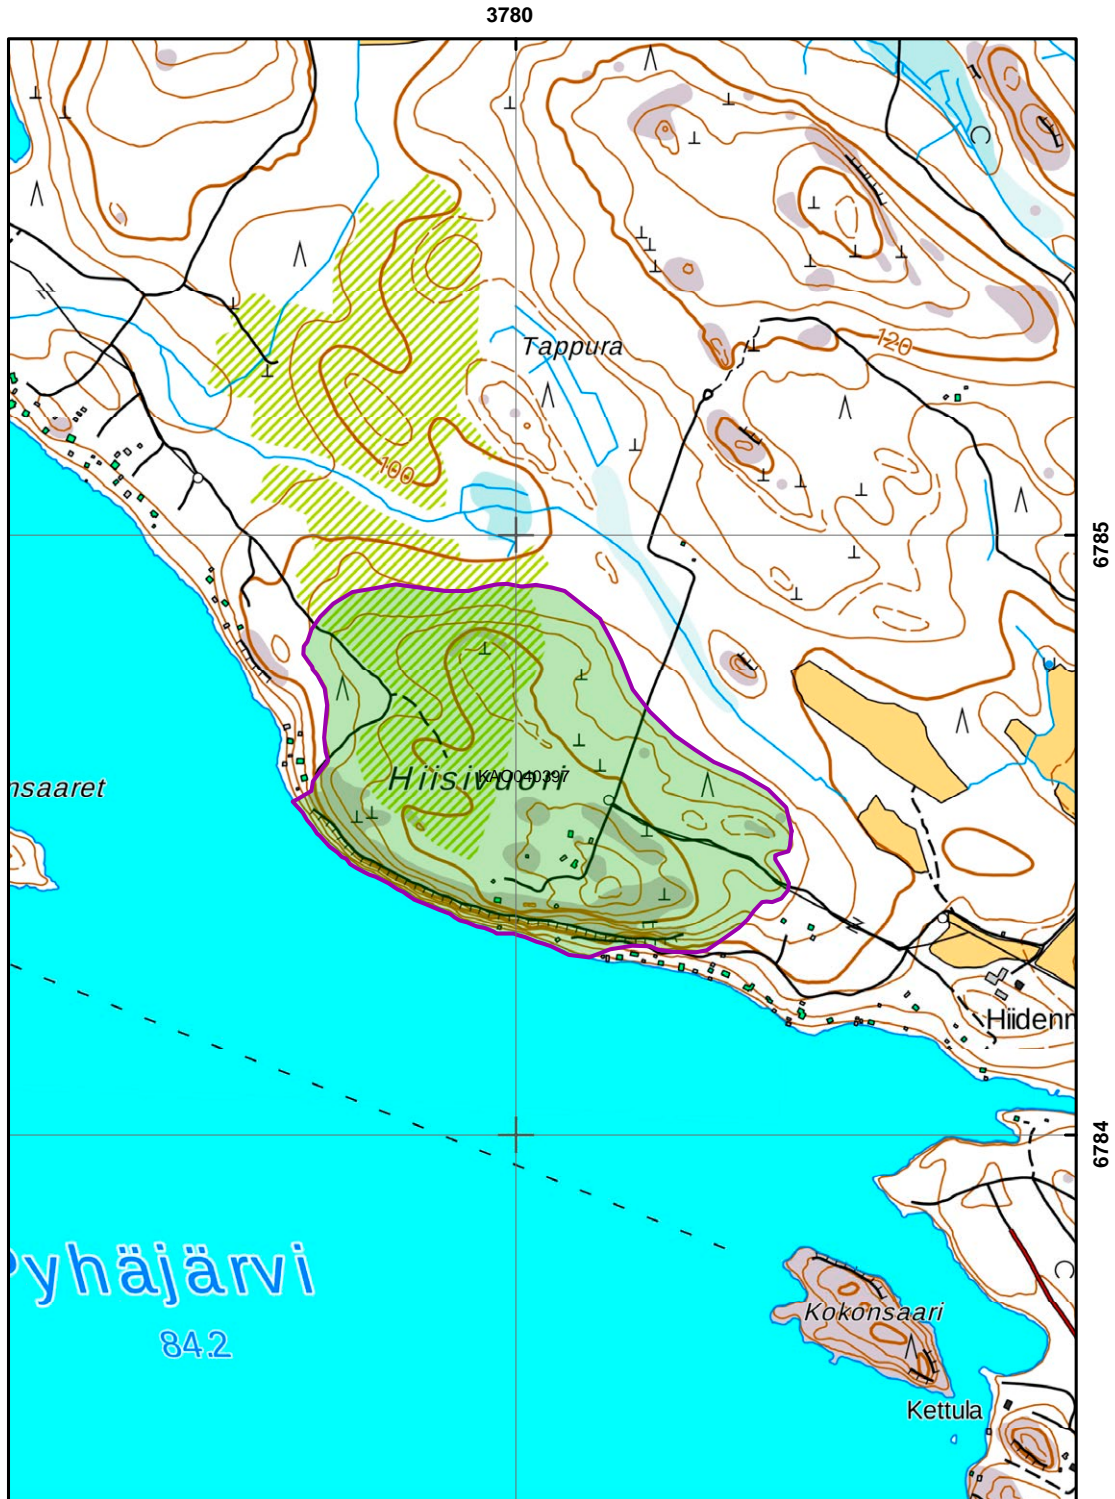 3780
Tappura
120
100
6785
Hiisivuori
KAO040397
nsaaret
Hiidenn
6784
Pyhäjärvi
84.2
Kokonsaari
Kettula